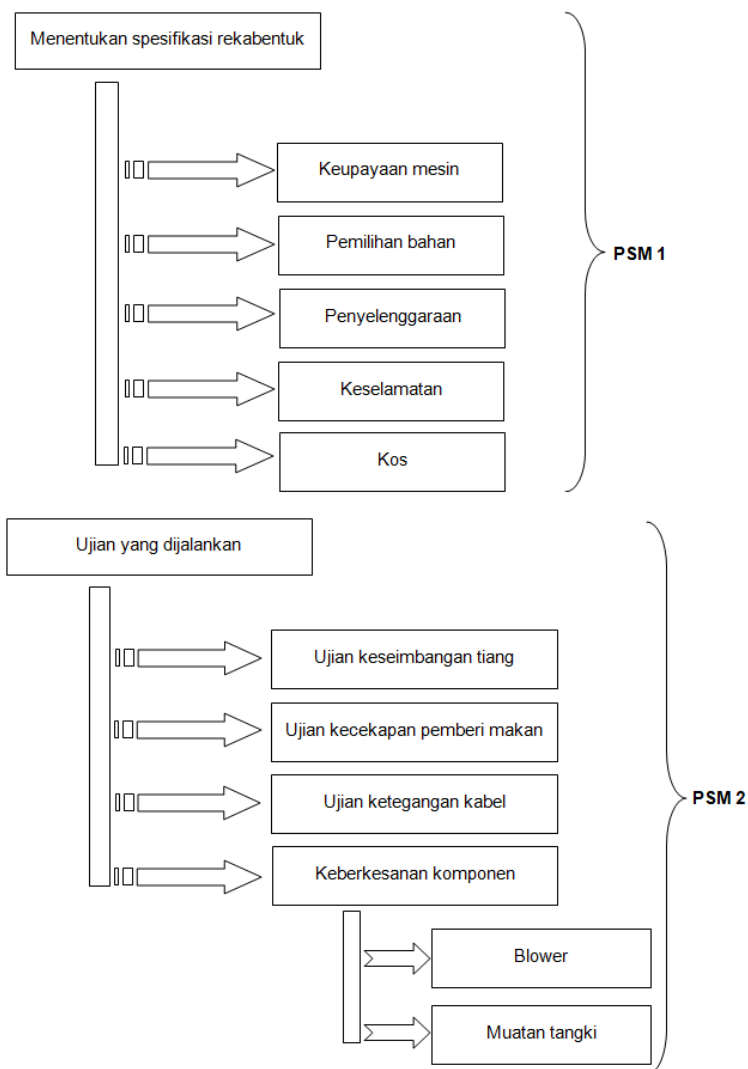 Menentukan spesifikasi rekabentuk
Keupayaan mesin
Pemilihan bahan
PSM 1
Penyelenggaraan
Keselamatan
Kos
Ujian yang dijalankan
Ujian keseimbangan tiang
Ujian kecekapan pemberi makan
Ujian ketegangan kabel
PSM 2
Keberkesanan komponen
Blower
Muatan tangki